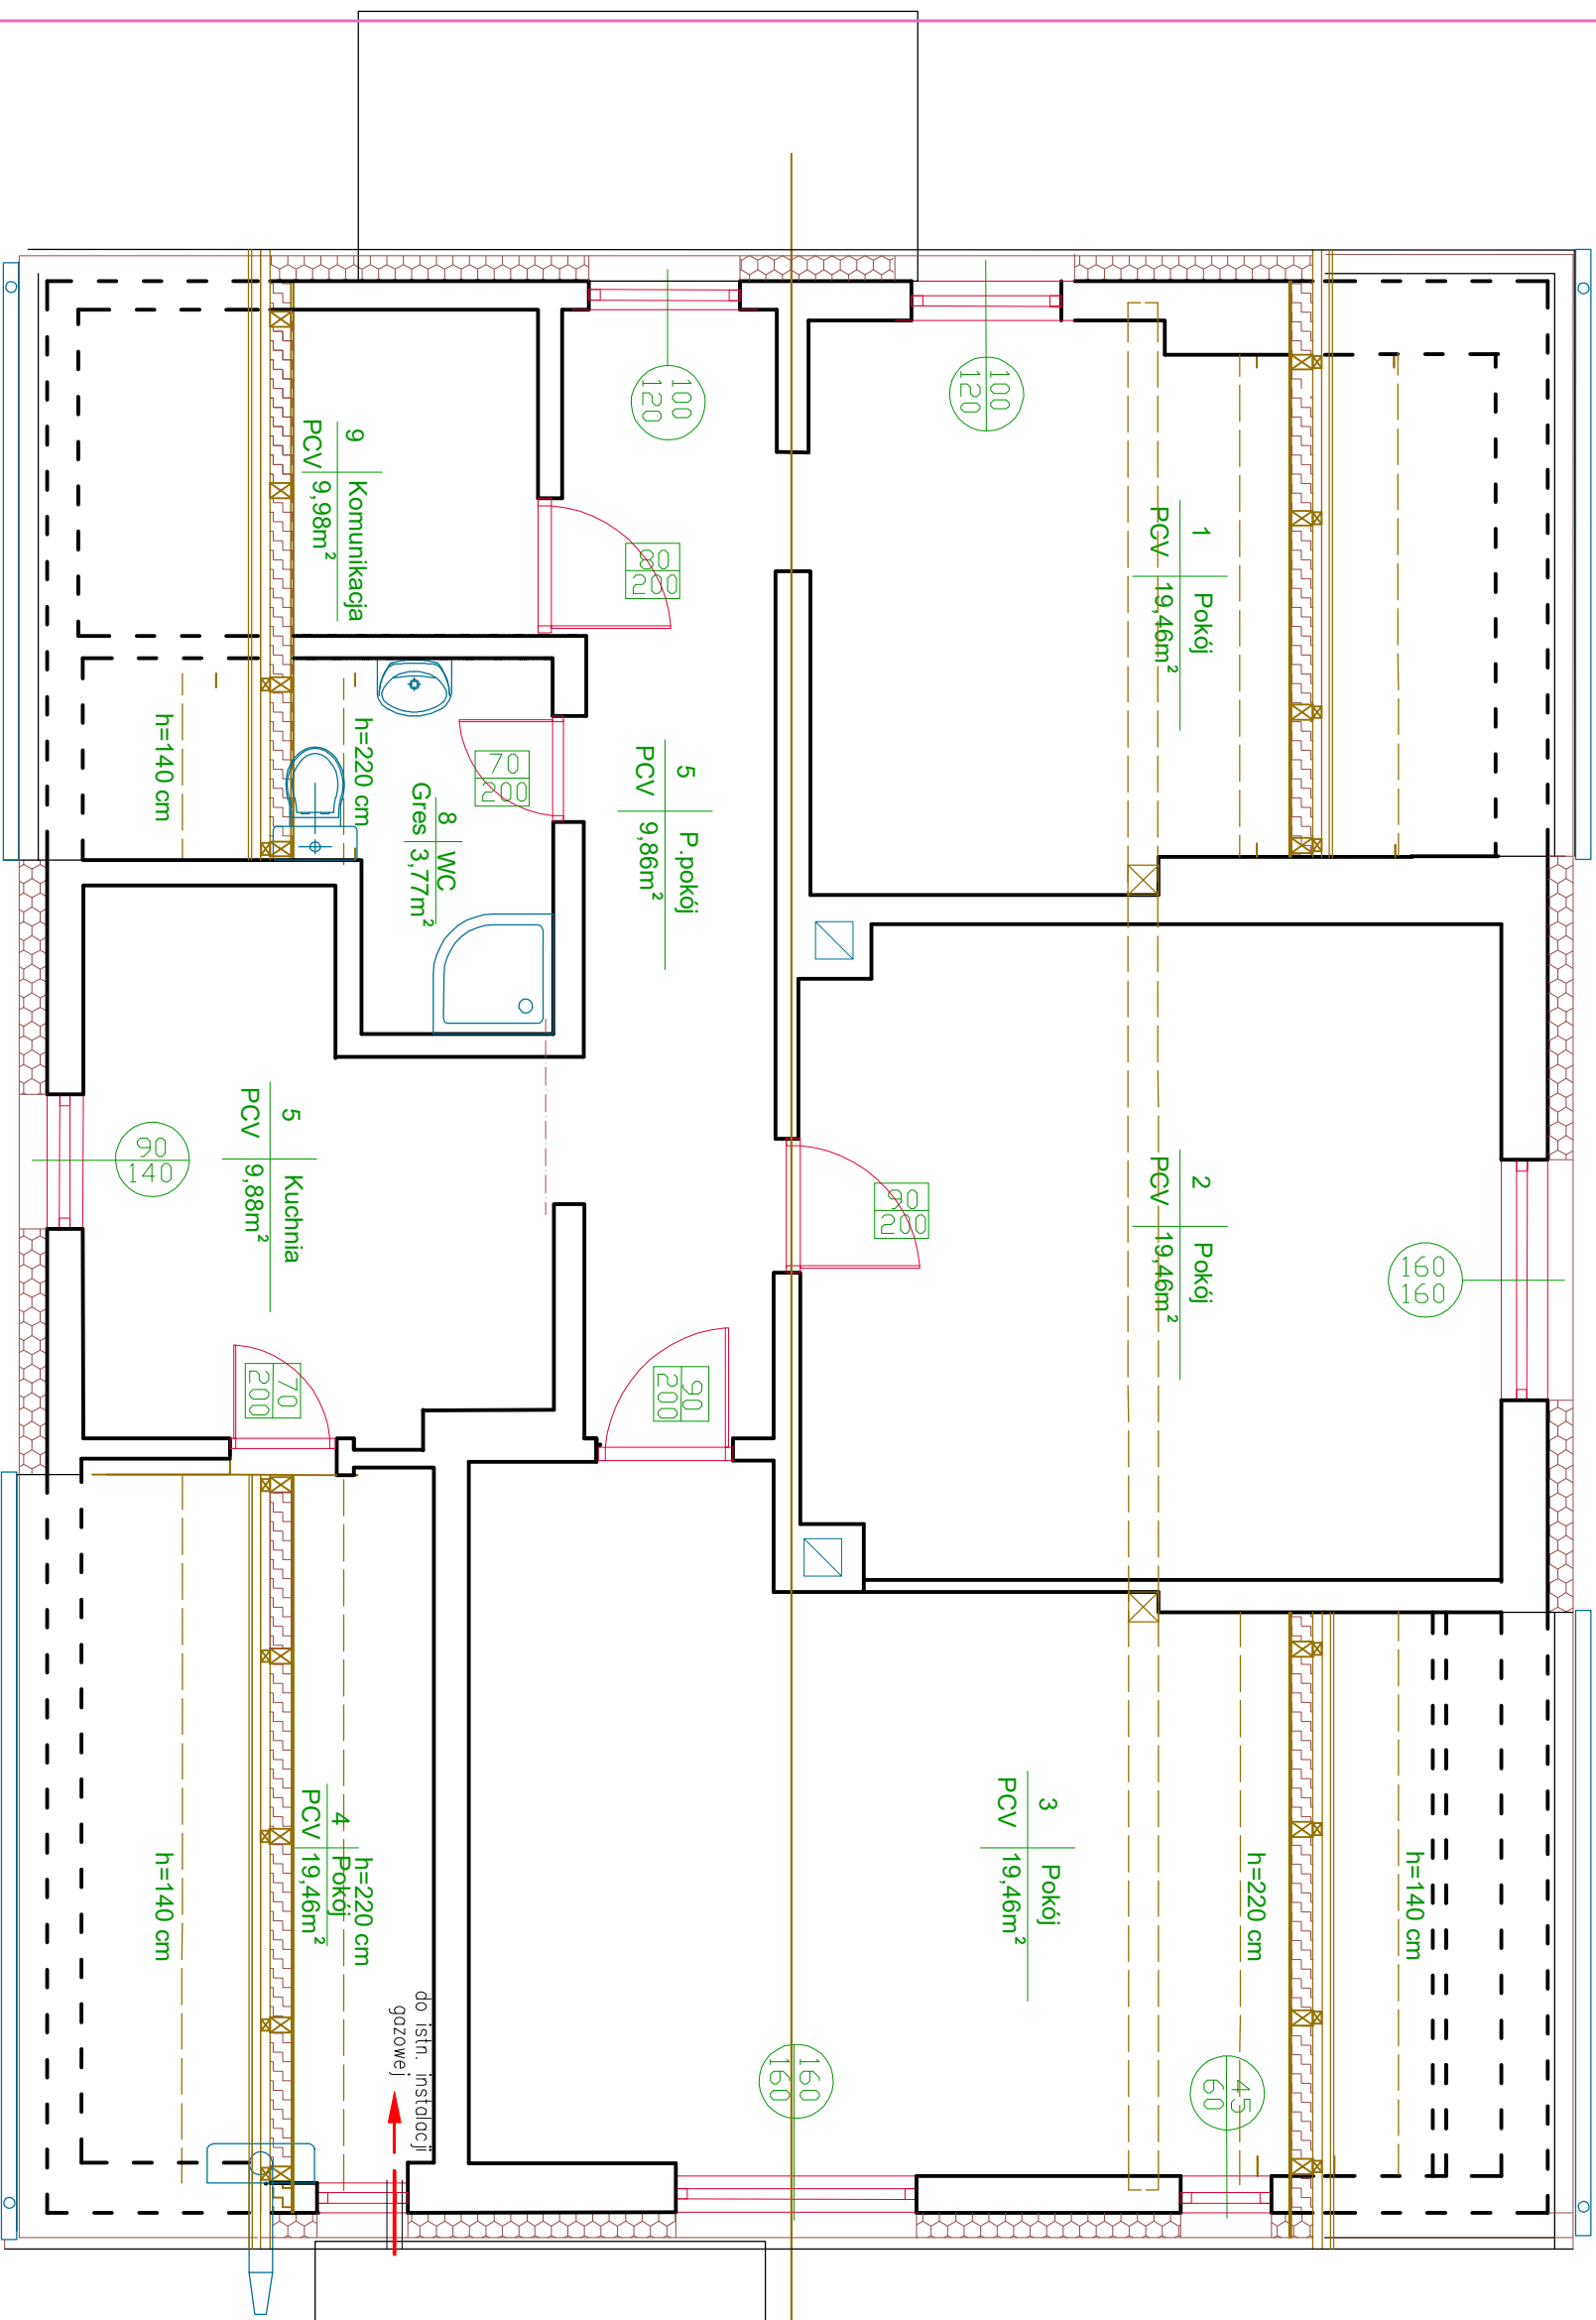 1
Pokój
PCV
19,46m²
100
120
100
120
80
200
9
Komunikacja
PCV
9,98m²
5
P.pokój
PCV
9,86m²
70
200
8
WC
Gres
3,77m²
h=220 cm
h=140 cm
2
Pokój
PCV
19,46m²
160
160
90
200
5
Kuchnia
PCV
9,88m²
90
140
90
200
70
200
3
Pokój
PCV
19,46m²
h=140 cm
h=220 cm
4
Pokój
PCV
19,46m²
h=220 cm
h=140 cm
45
60
160
160
do istn. instalacji
gazowej